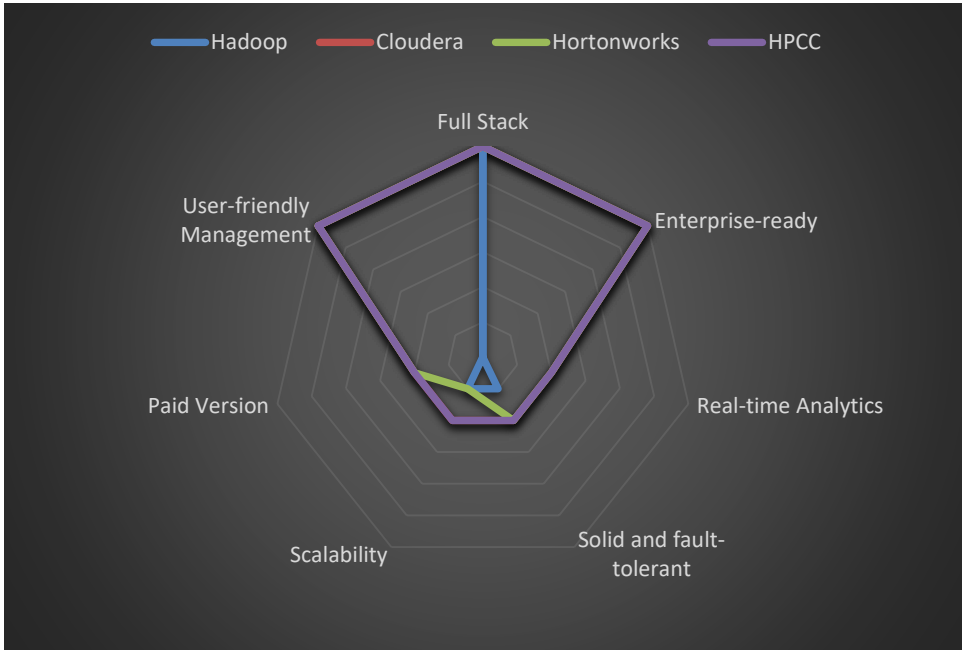 Hadoop Cloudera Hortonworks HPCC
Full Stack
Enterprise-ready
Real-time Analytics
Solid and fault-
tolerant
Scalability
Paid Version
User-friendly
Management